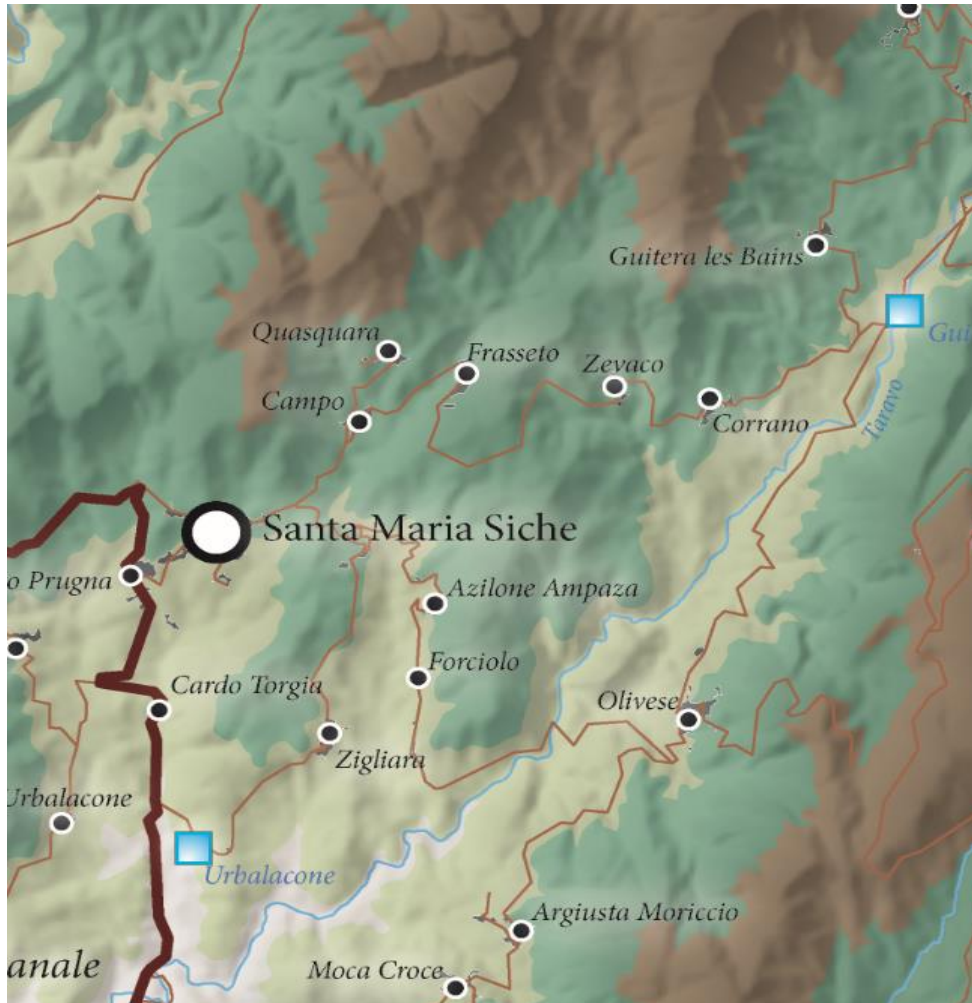 Guitera les Bains
Quasquara
Frasseto
Zevaco
Gui
Campo
Corrano
Taravo
Santa Maria Siche
o Prugna
Azilone Ampaza
Forciolo
Cardo Torgia
Olivese
Zigliara
Urbalacone
Urbalacone
Argiusta Moriccio
anale
Moca Croce